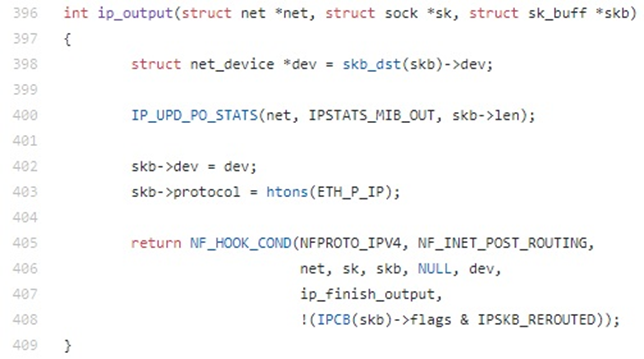 396 int ip_output(struct net *net, struct sock *sk, struct sk_buff *skb)
397 {
398         struct net_device *dev = skb_dst(skb)->dev;
399
400         IP_UPD_PO_STATS(net, IPSTATS_MIB_OUT, skb->len);
401
402         skb->dev = dev;
403         skb->protocol = htons(ETH_P_IP);
404
405         return NF_HOOK_COND(NFPROTO_IPV4, NF_INET_POST_ROUTING,
406                             net, sk, skb, NULL, dev,
407                             ip_finish_output,
408                             !(IPCB(skb)->flags & IPSKB_REROUTED));
409 }